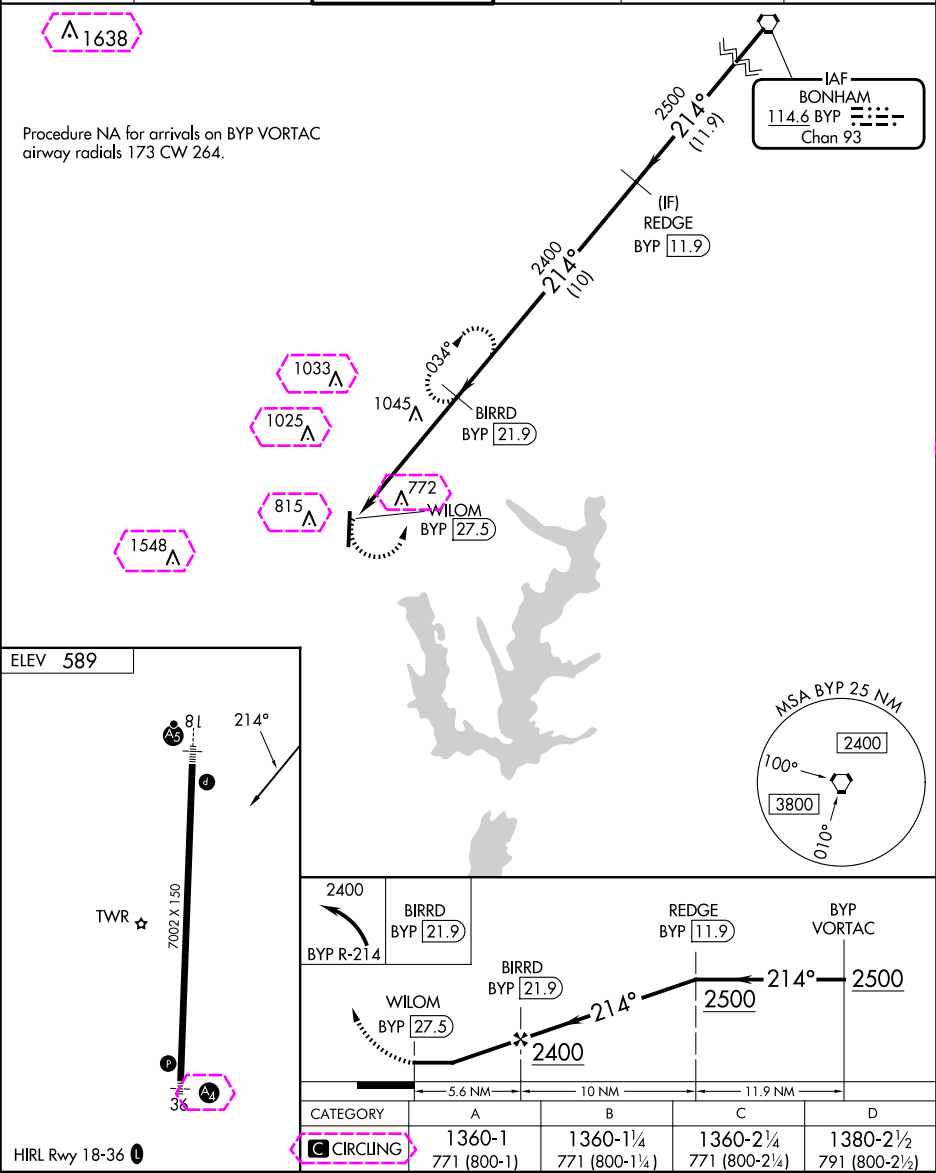 1638
Procedure NA for arrivals on BYP VORTAC
airway radials 173 CW 264.
IAF
BONHAM
114.6 BYP
Chan 93
2500
214°
(11.9)
(IF)
REDGE
BYP 11.9
2400
214°
(10)
034°
1033
1045
BIRRD
BYP 21.9
1025
772
815
WILOM
BYP 27.5
1548
ELEV 589
18
A5
214°
P
7002 X 150
TWR
P
A4
36
HIRL Rwy 18-36 L
MSA BYP 25 NM
2400
100°
3800
010°
2400
BYP R-214
BIRRD
BYP 21.9
REDGE
BYP 11.9
BYP
VORTAC
BIRRD
BYP 21.9
WILOM
BYP 27.5
214°
214°
2500
2500
2400
5.6 NM
10 NM
11.9 NM
CATEGORY A B C D
C CIRCLING
1360-1 1360-1¼ 1360-2¼ 1380-2½
771 (800-1) 771 (800-1¼) 771 (800-2¼) 791 (800-2½)